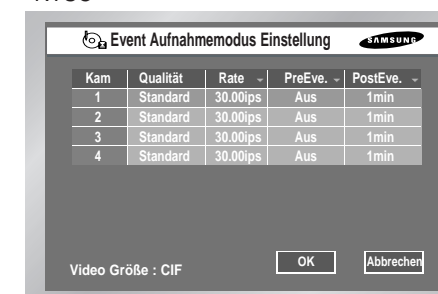 Event Aufnahmemodus Einstellung SAMSUNG
Kam Qualität Rate PreEve. PostEve.
1 Standard 30.00ips Aus 1min
2 Standard 30.00ips Aus 1min
3 Standard 30.00ips Aus 1min
4 Standard 30.00ips Aus 1min
OK Abbrechen
Video Größe : CIF